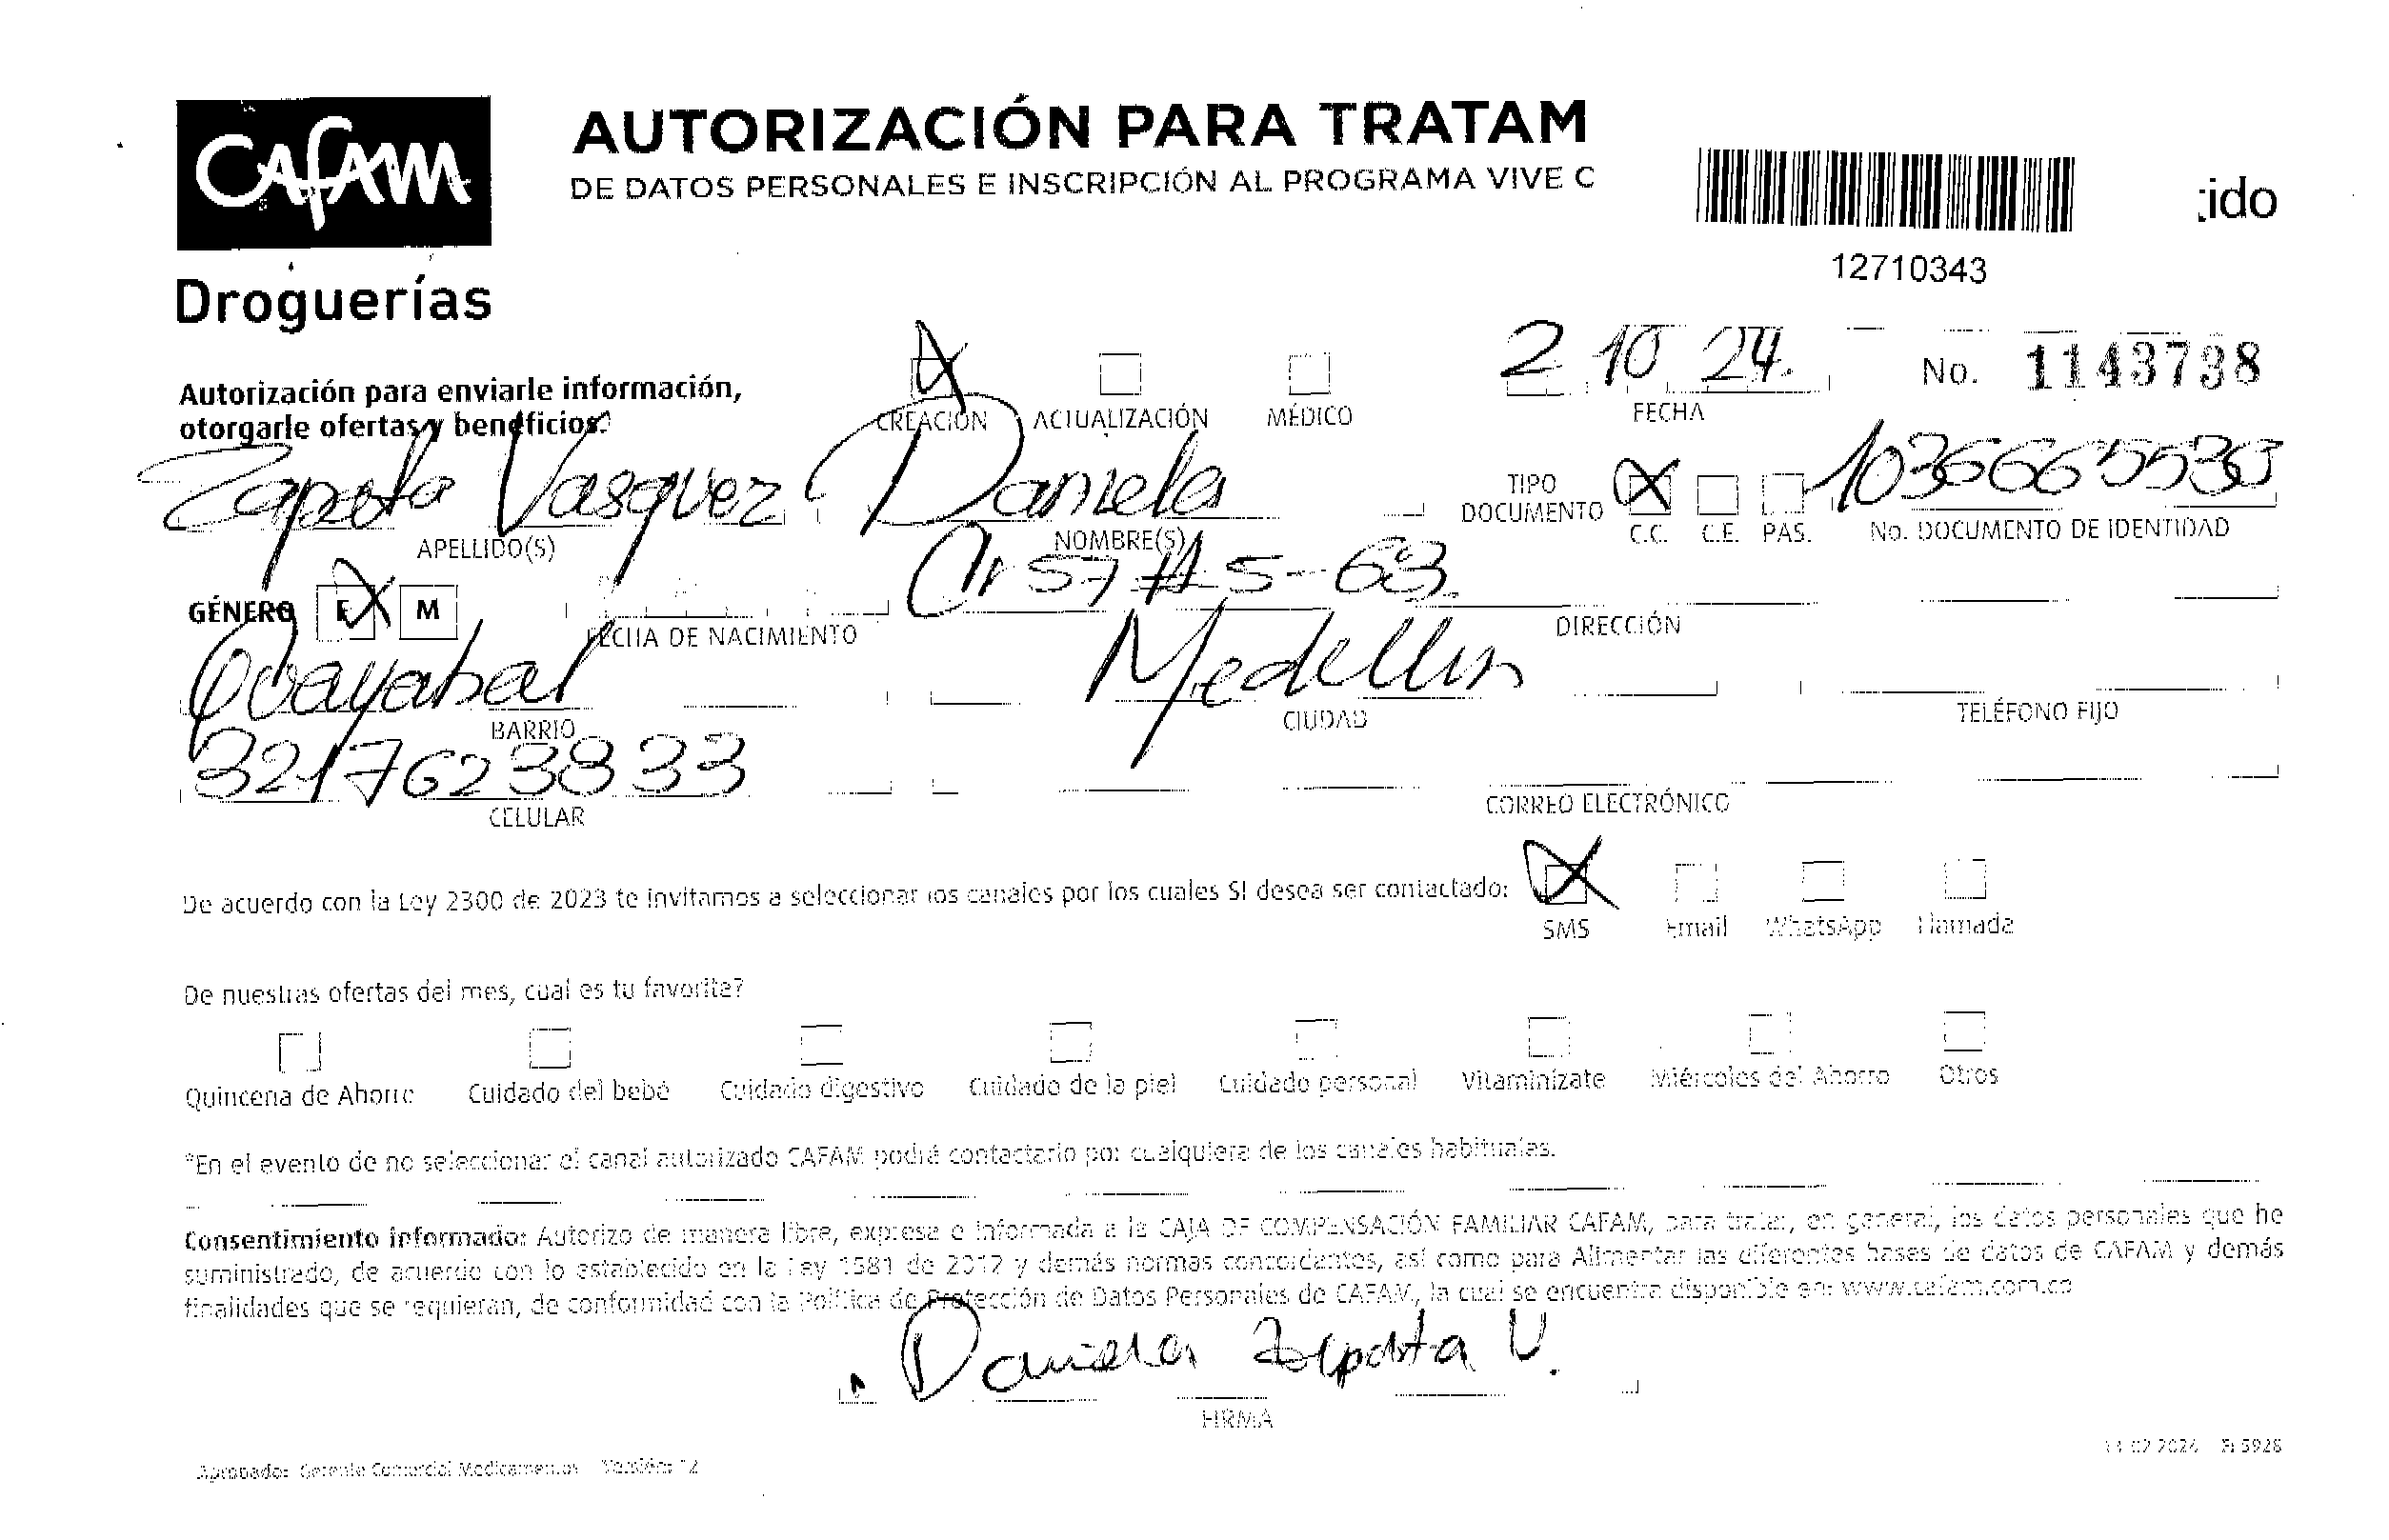 CAFAM
Droguerías
AUTORIZACIÓN PARA TRATAM
DE DATOS PERSONALES E INSCRIPCIÓN AL PROGRAMA VIVE C
ido
12710343
Autorización para enviarle información,
otorgarle ofertas y beneficios.
CREACIÓN ACTUALIZACIÓN MÉDICO
2 10 24.
FECHA
No. 1143738
Zapata Vasquez Daniela
APELLIDO(S) NOMBRE(S)
TIPO
DOCUMENTO
C.C. C.E. PAS.
1036665530
No. DOCUMENTO DE IDENTIDAD
GÉNERO F M
FECHA DE NACIMIENTO
Cr 57 #5-63
DIRECCIÓN
Guayabal Medellin
BARRIO CIUDAD TELÉFONO FIJO
3217623833
CELULAR CORREO ELECTRÓNICO
De acuerdo con la Ley 2300 de 2023 te invitamos a seleccionar los canales por los cuales SI desea ser contactado:
SMS Email WhatsApp Llamada
De nuestras ofertas del mes, cual es tu favorita?
Quincena de Ahorro Cuidado del bebé Cuidado digestivo Cuidado de la piel Cuidado personal Vitaminízate Miércoles del Ahorro Otros
*En el evento de no seleccionar el canal autorizado CAFAM podrá contactarlo por cualquiera de los canales habituales.
Consentimiento informado: Autorizo de manera libre, expresa e informada a la CAJA DE COMPENSACIÓN FAMILIAR CAFAM, para tratar, en general, los datos personales que he
suministrado, de acuerdo con lo establecido en la Ley 1581 de 2012 y demás normas concordantes, así como para Alimentar las diferentes bases de datos de CAFAM y demás
finalidades que se requieran, de conformidad con la Política de Protección de Datos Personales de CAFAM, la cual se encuentra disponible en: www.cafam.com.co
Daniela Zapata V.
FIRMA
Aprobado: Gerente Comercial Medicamentos Versión: 12